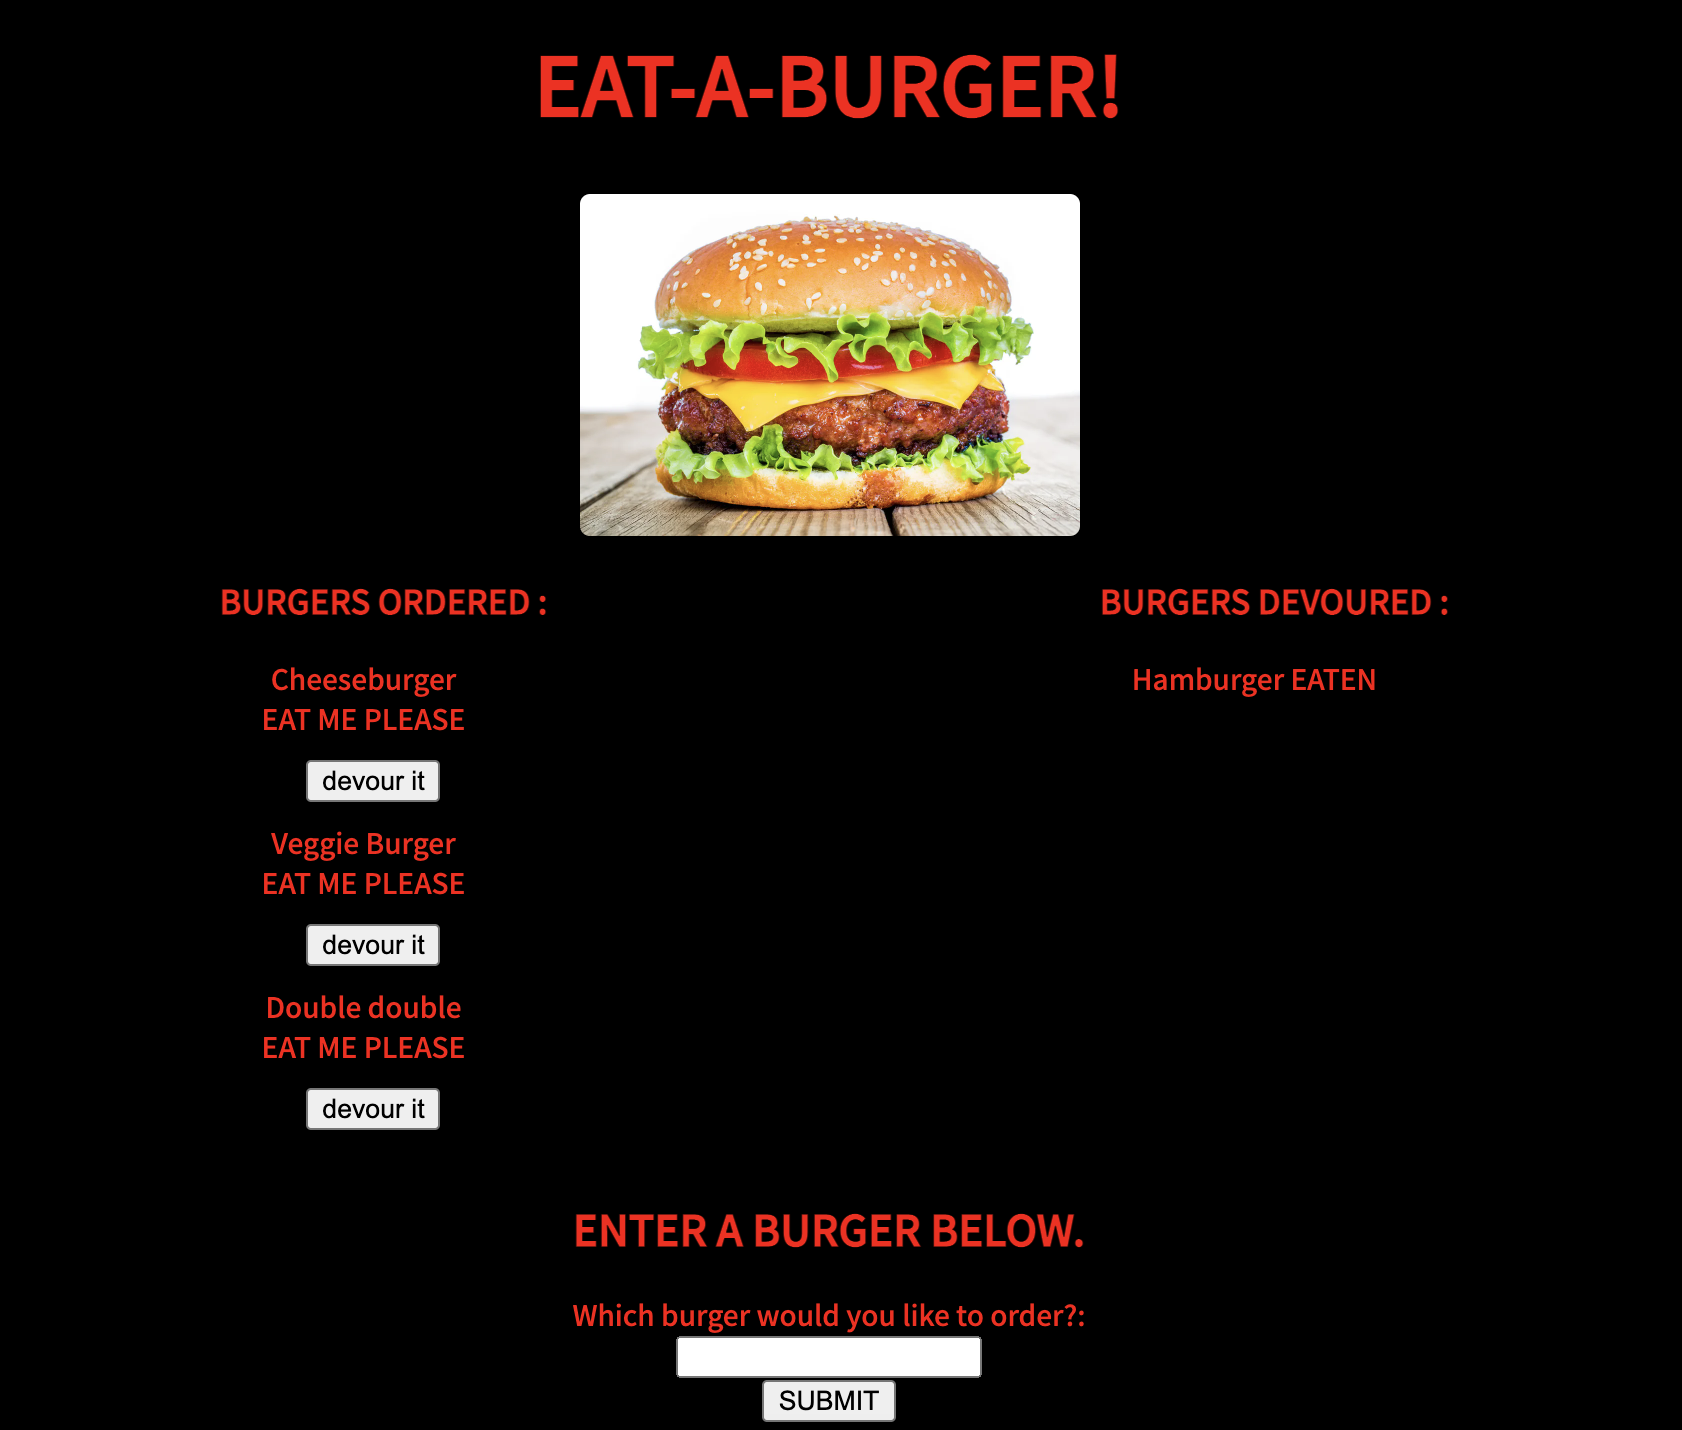 EAT-A-BURGER!
BURGERS ORDERED :
Cheeseburger
EAT ME PLEASE
devour it
Veggie Burger
EAT ME PLEASE
devour it
Double double
EAT ME PLEASE
devour it
BURGERS DEVOURED :
Hamburger EATEN
ENTER A BURGER BELOW.
Which burger would you like to order?:
SUBMIT